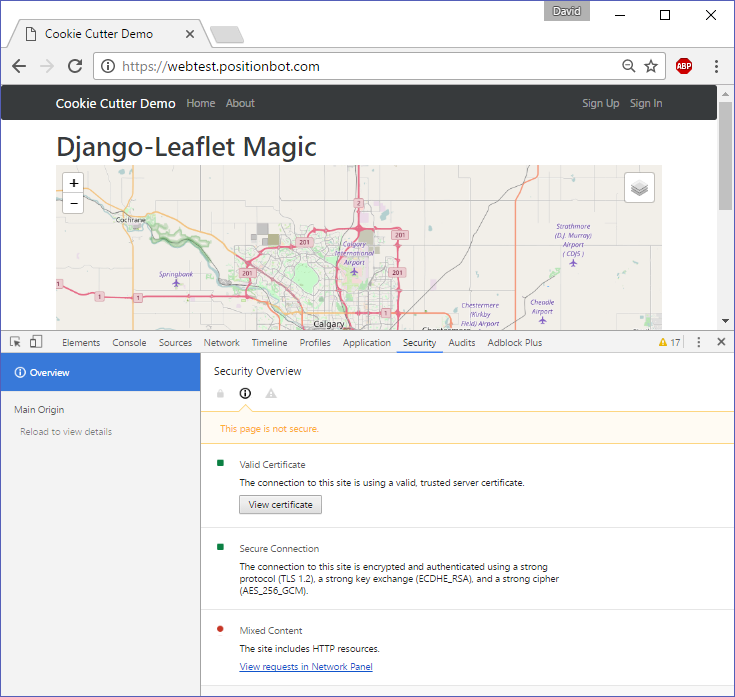 David
Cookie Cutter Demo
https://webtest.positionbot.com
ABP
Cookie Cutter Demo Home About Sign Up Sign In
Django-Leaflet Magic
+
−
Cochrane
2
201
201
Calgary
International
Airport
Strathmore
(D.J. Murray)
Airport
( CDJ5 )
Springbank
201
201
1
1
1
1
Chestermere
(Kirkby
Field) Airport
Cheadle
Airport
Calgary
Chestermere
Elements Console Sources Network Timeline Profiles Application Security Audits Adblock Plus 17
Overview
Main Origin
Reload to view details
Security Overview
This page is not secure.
Valid Certificate
The connection to this site is using a valid, trusted server certificate.
View certificate
Secure Connection
The connection to this site is encrypted and authenticated using a strong
protocol (TLS 1.2), a strong key exchange (ECDHE_RSA), and a strong cipher
(AES_256_GCM).
Mixed Content
The site includes HTTP resources.
View requests in Network Panel